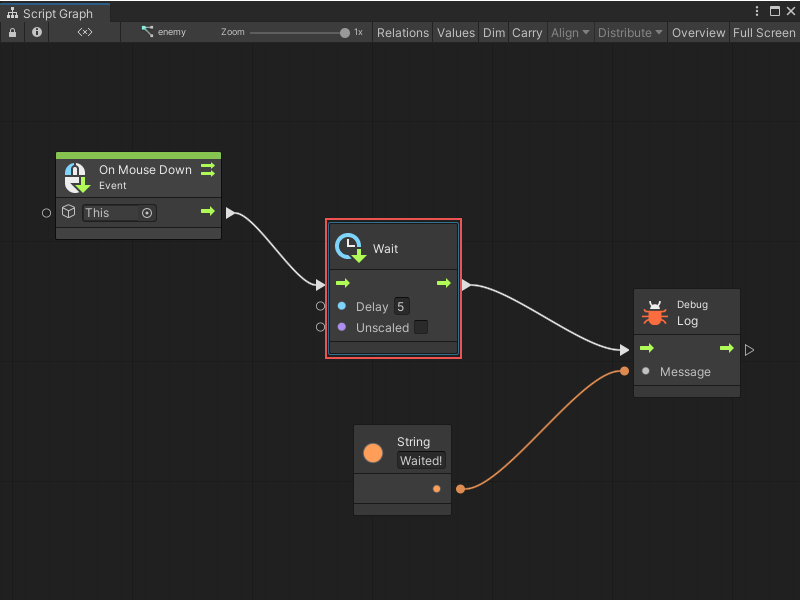 Script Graph
<×> enemy Zoom 1x Relations Values Dim Carry Align Distribute Overview Full Screen
On Mouse Down
Event
This
Wait
Delay 5
Unscaled
Debug
Log
Message
String
Waited!